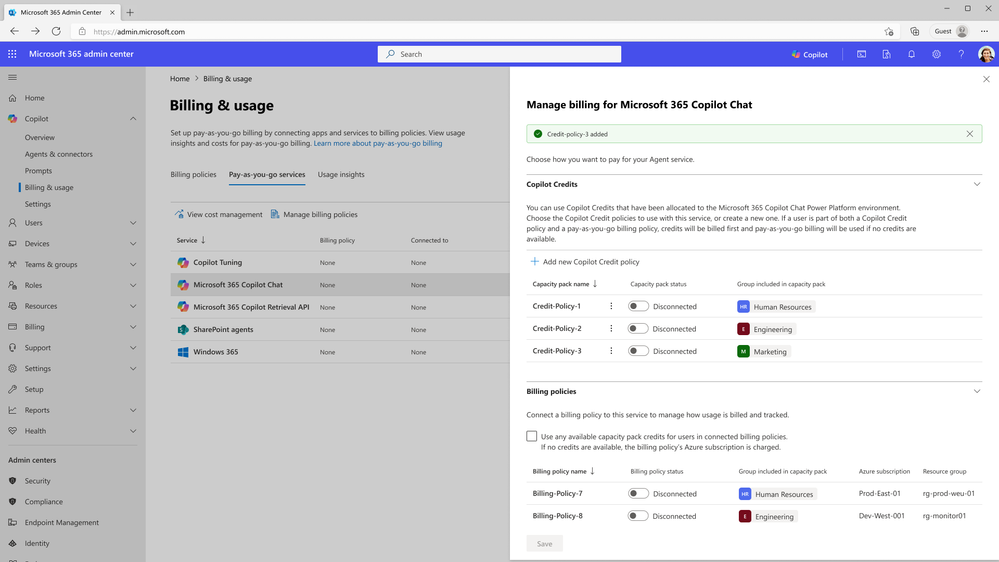 Microsoft 365 Admin Center
https://admin.microsoft.com
Guest
Microsoft 365 admin center
Search
Copilot
Home
Copilot
Overview
Agents & connectors
Prompts
Billing & usage
Settings
Users
Devices
Teams & groups
Roles
Resources
Billing
Support
Settings
Setup
Reports
Health
Admin centers
Security
Compliance
Endpoint Management
Identity
Home > Billing & usage
Billing & usage
Set up pay-as-you-go billing by connecting apps and services to billing policies. View usage
insights and costs for pay-as-you-go billing. Learn more about pay-as-you-go billing
Billing policies Pay-as-you-go services Usage insights
View cost management Manage billing policies
Service ↓ Billing policy Connected to
Copilot Tuning None None
Microsoft 365 Copilot Chat None None
Microsoft 365 Copilot Retrieval API None None
SharePoint agents None None
Windows 365 None None
Manage billing for Microsoft 365 Copilot Chat
Credit-policy-3 added
Choose how you want to pay for your Agent service.
Copilot Credits
You can use Copilot Credits that have been allocated to the Microsoft 365 Copilot Chat Power Platform environment.
Choose the Copilot Credit policies to use with this service, or create a new one. If a user is part of both a Copilot Credit
policy and a pay-as-you-go billing policy, credits will be billed first and pay-as-you-go billing will be used if no credits are
available.
Add new Copilot Credit policy
Capacity pack name ↓ Capacity pack status Group included in capacity pack
Credit-Policy-1 Disconnected HR Human Resources
Credit-Policy-2 Disconnected E Engineering
Credit-Policy-3 Disconnected M Marketing
Billing policies
Connect a billing policy to this service to manage how usage is billed and tracked.
Use any available capacity pack credits for users in connected billing policies.
If no credits are available, the billing policy's Azure subscription is charged.
Billing policy name ↓ Billing policy status Group included in capacity pack Azure subscription Resource group
Billing-Policy-7 Disconnected HR Human Resources Prod-East-01 rg-prod-weu-01
Billing-Policy-8 Disconnected E Engineering Dev-West-001 rg-monitor01
Save